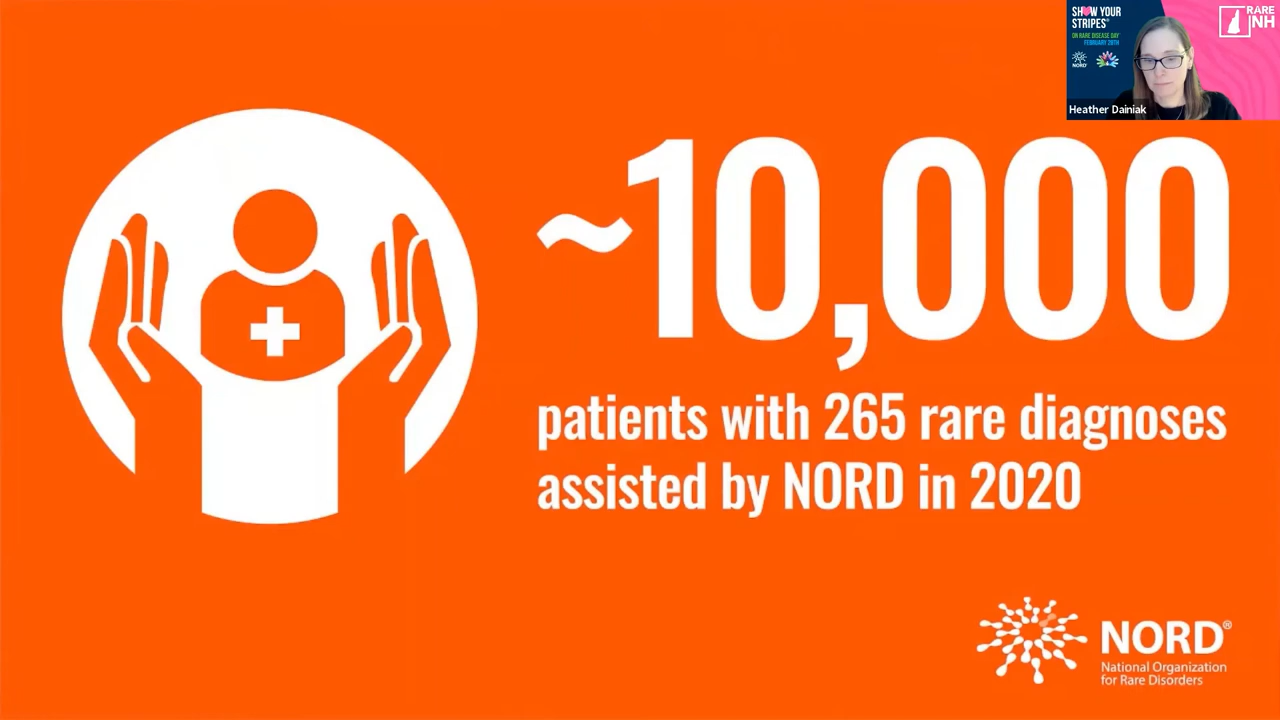 SHOW YOUR
STRIPES®
ON RARE DISEASE DAY®
FEBRUARY 28TH
NORD®
RARE
NH
Heather Dainiak
~10,000
patients with 265 rare diagnoses
assisted by NORD in 2020
NORD®
National Organization
for Rare Disorders